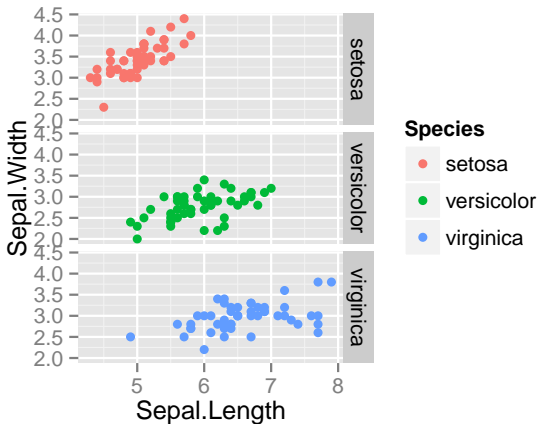 Sepal.Width
4.5
4.0
3.5
3.0
2.5
2.0
setosa
4.5
4.0
3.5
3.0
2.5
2.0
versicolor
4.5
4.0
3.5
3.0
2.5
2.0
virginica
5 6 7 8
Sepal.Length
Species
setosa
versicolor
virginica